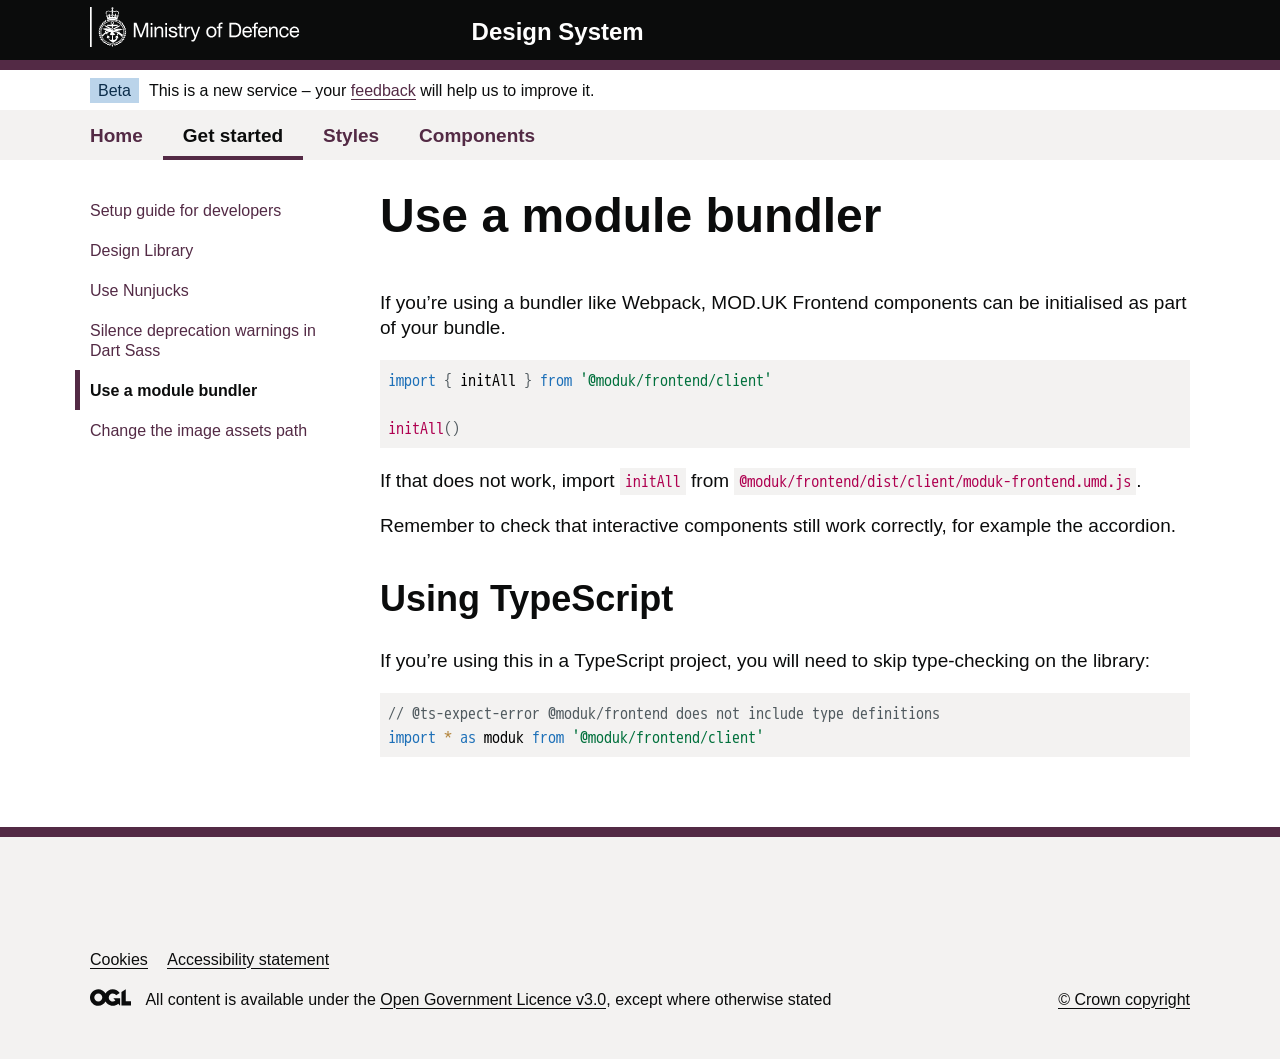 Ministry of Defence
Design System
Beta
This is a new service – your feedback will help us to improve it.
Home
Get started
Styles
Components
Setup guide for developers
Design Library
Use Nunjucks
Silence deprecation warnings in
Dart Sass
Use a module bundler
Change the image assets path
Use a module bundler
If you’re using a bundler like Webpack, MOD.UK Frontend components can be initialised as part
of your bundle.
import { initAll } from '@moduk/frontend/client'
initAll()
If that does not work, import initAll from @moduk/frontend/dist/client/moduk-frontend.umd.js.
Remember to check that interactive components still work correctly, for example the accordion.
Using TypeScript
If you’re using this in a TypeScript project, you will need to skip type-checking on the library:
// @ts-expect-error @moduk/frontend does not include type definitions
import * as moduk from '@moduk/frontend/client'
Cookies
Accessibility statement
OGL
All content is available under the Open Government Licence v3.0, except where otherwise stated
© Crown copyright